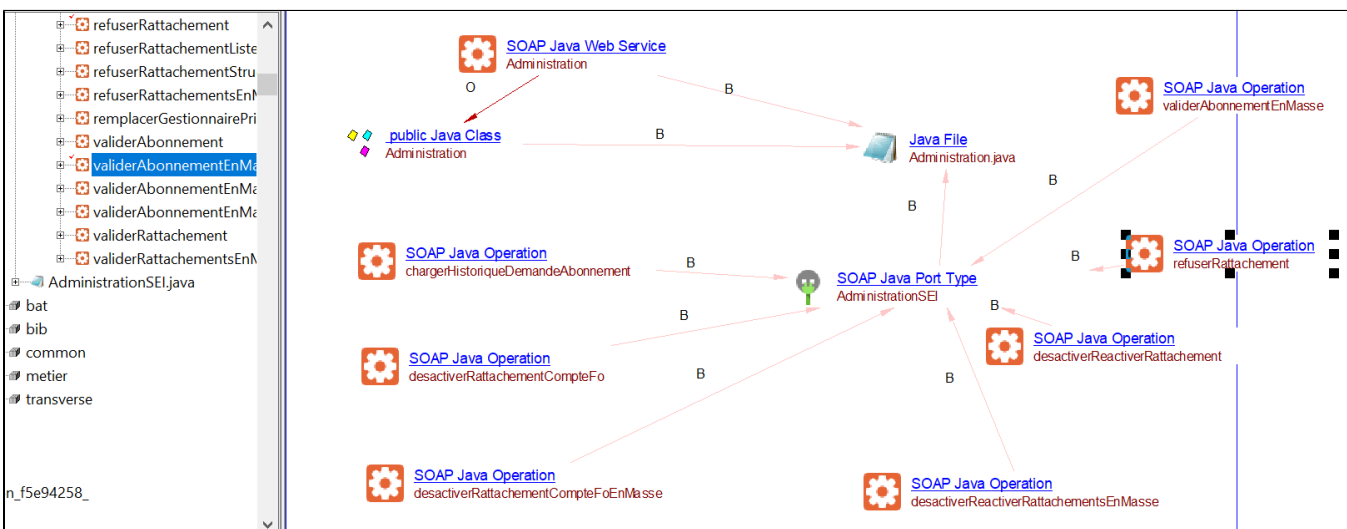 refuserRattachement
refuserRattachementListe
refuserRattachementStru
refuserRattachementsEnM
remplacerGestionnairePri
validerAbonnement
validerAbonnementEnMa
validerAbonnementEnMa
validerAbonnementEnMa
validerRattachement
validerRattachementsEnM
AdministrationSEI.java
bat
bib
common
metier
transverse
n_f5e94258_
SOAP Java Web Service
Administration
O
B
SOAP Java Operation
validerAbonnementEnMasse
public Java Class
Administration
B
Java File
Administration.java
B
B
SOAP Java Operation
refuserRattachement
B
SOAP Java Operation
chargerHistoriqueDemandeAbonnement
B
SOAP Java Port Type
AdministrationSEI
B
B
SOAP Java Operation
desactiverReactiverRattachement
SOAP Java Operation
desactiverRattachementCompteFo
B
B
SOAP Java Operation
desactiverRattachementCompteFoEnMasse
SOAP Java Operation
desactiverReactiverRattachementsEnMasse